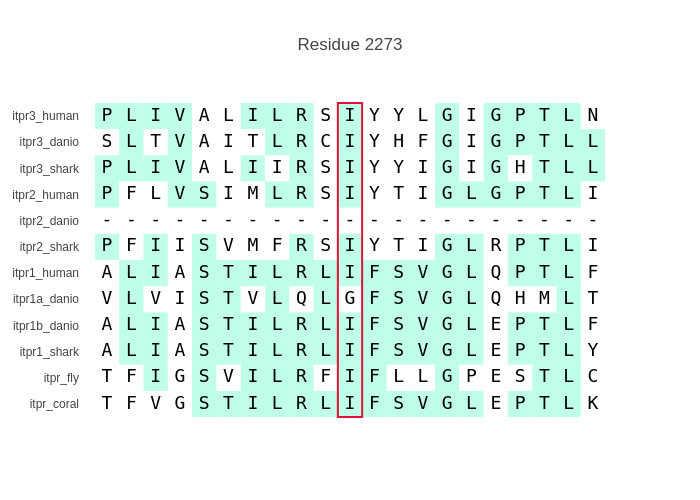 Residue 2273
itpr3_human P L I V A L I L R S I Y Y L G I G P T L N
itpr3_danio S L T V A I T L R C I Y H F G I G P T L L
itpr3_shark P L I V A L I I R S I Y Y I G I G H T L L
itpr2_human P F L V S I M L R S I Y T I G L G P T L I
itpr2_danio - - - - - - - - - - - - - - - - - - - - -
itpr2_shark P F I I S V M F R S I Y T I G L R P T L I
itpr1_human A L I A S T I L R L I F S V G L Q P T L F
itpr1a_danio V L V I S T V L Q L G F S V G L Q H M L T
itpr1b_danio A L I A S T I L R L I F S V G L E P T L F
itpr1_shark A L I A S T I L R L I F S V G L E P T L Y
itpr_fly T F I G S V I L R F I F L L G P E S T L C
itpr_coral T F V G S T I L R L I F S V G L E P T L K